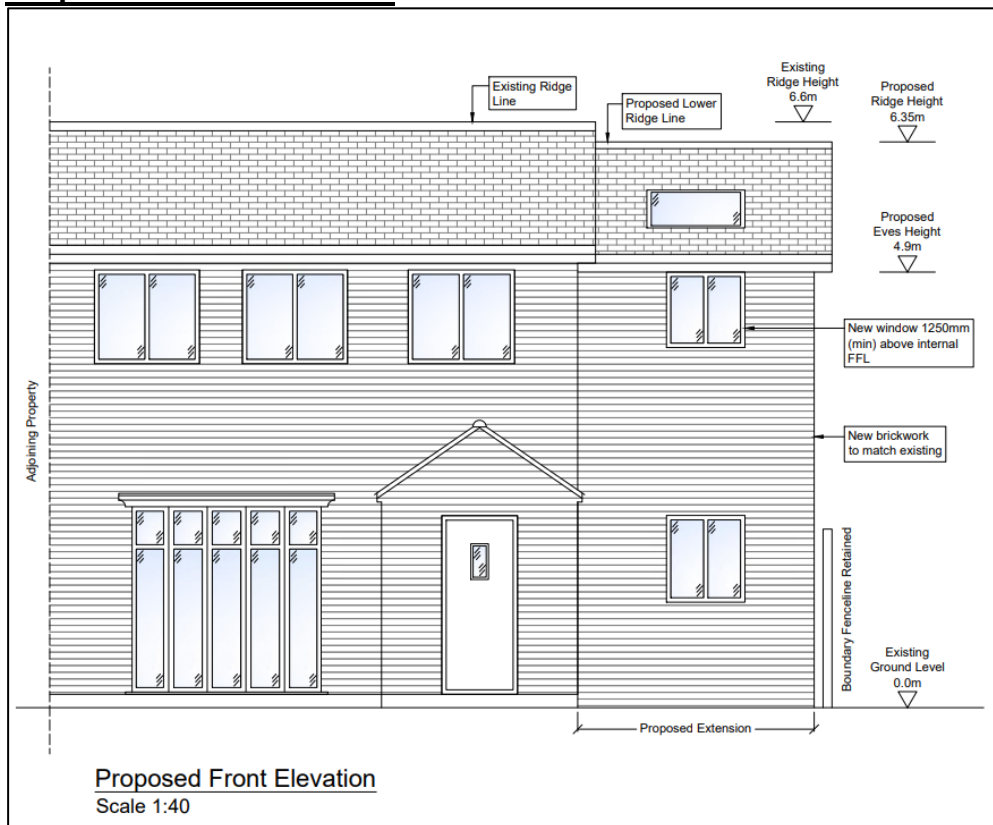 Existing Ridge
Line
Proposed Lower
Ridge Line
Existing
Ridge Height
6.6m
Proposed
Ridge Height
6.35m
Proposed
Eves Height
4.9m
New window 1250mm
(min) above internal
FFL
New brickwork
to match existing
Adjoining Property
Boundary Fenceline Retained
Existing
Ground Level
0.0m
Proposed Extension
Proposed Front Elevation
Scale 1:40